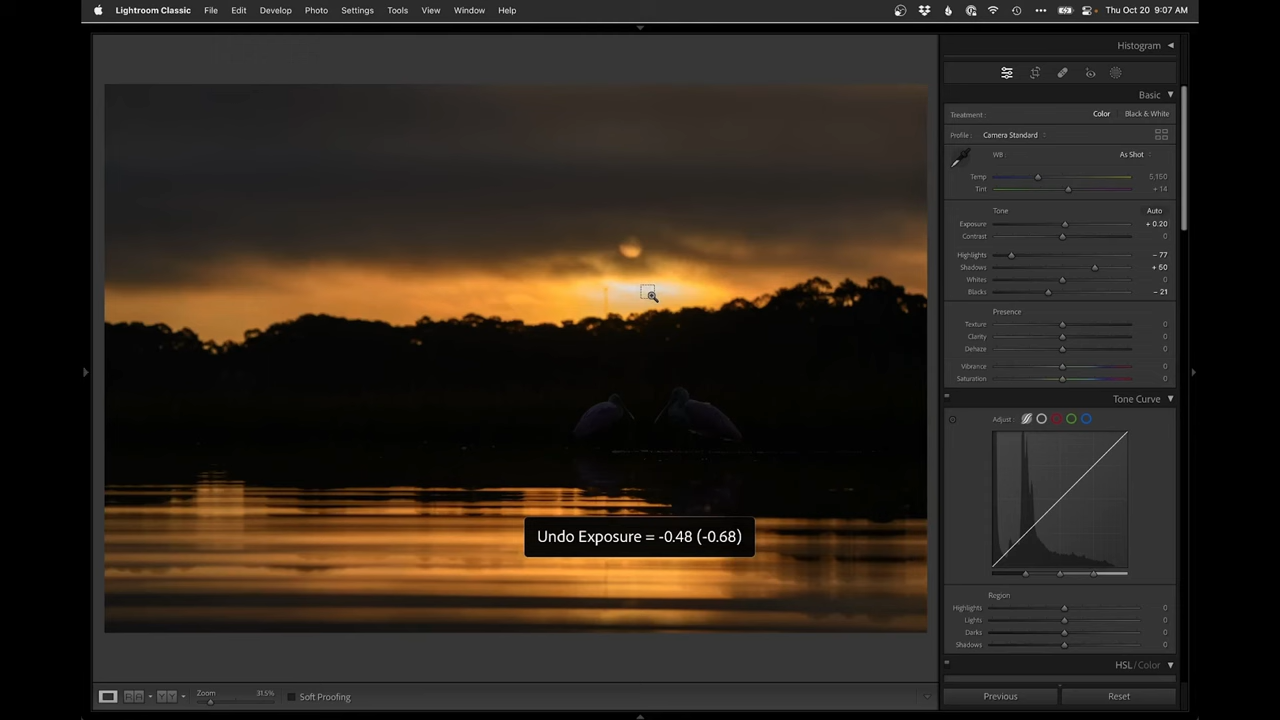 Lightroom Classic File Edit Develop Photo Settings Tools View Window Help Thu Oct 20 9:07 AM
Histogram
Basic
Treatment : Color Black & White
Profile : Camera Standard
WB : As Shot
Temp 5,150
Tint + 14
Tone Auto
Exposure + 0.20
Contrast 0
Highlights − 77
Shadows + 50
Whites 0
Blacks − 21
Presence
Texture 0
Clarity 0
Dehaze 0
Vibrance 0
Saturation 0
Tone Curve
Adjust :
Undo Exposure = -0.48 (-0.68)
Region
Highlights 0
Lights 0
Darks 0
Shadows 0
HSL / Color
Zoom 31.5% Soft Proofing
Previous Reset